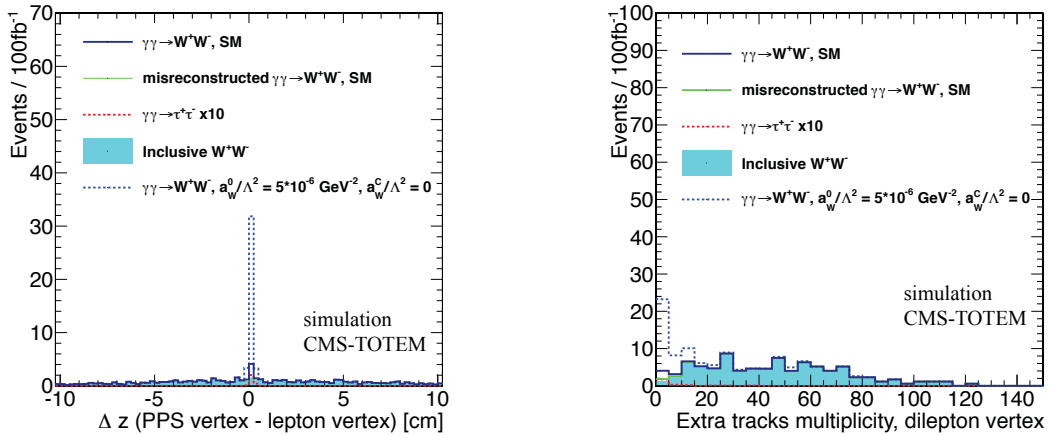 Events / 100fb⁻¹
70
60
50
40
30
20
10
0
γγ→W⁺W⁻, SM
misreconstructed γγ→W⁺W⁻, SM
γγ→τ⁺τ⁻ x10
Inclusive W⁺W⁻
γγ→W⁺W⁻, a⁰_W/Λ² = 5*10⁻⁶ GeV⁻², a^C_W/Λ² = 0
simulation
CMS-TOTEM
-10 -5 0 5 10
Δ z (PPS vertex - lepton vertex) [cm]
Events / 100fb⁻¹
100
90
80
70
60
50
40
30
20
10
0
γγ→W⁺W⁻, SM
misreconstructed γγ→W⁺W⁻, SM
γγ→τ⁺τ⁻ x10
Inclusive W⁺W⁻
γγ→W⁺W⁻, a⁰_W/Λ² = 5*10⁻⁶ GeV⁻², a^C_W/Λ² = 0
simulation
CMS-TOTEM
0 20 40 60 80 100 120 140
Extra tracks multiplicity, dilepton vertex